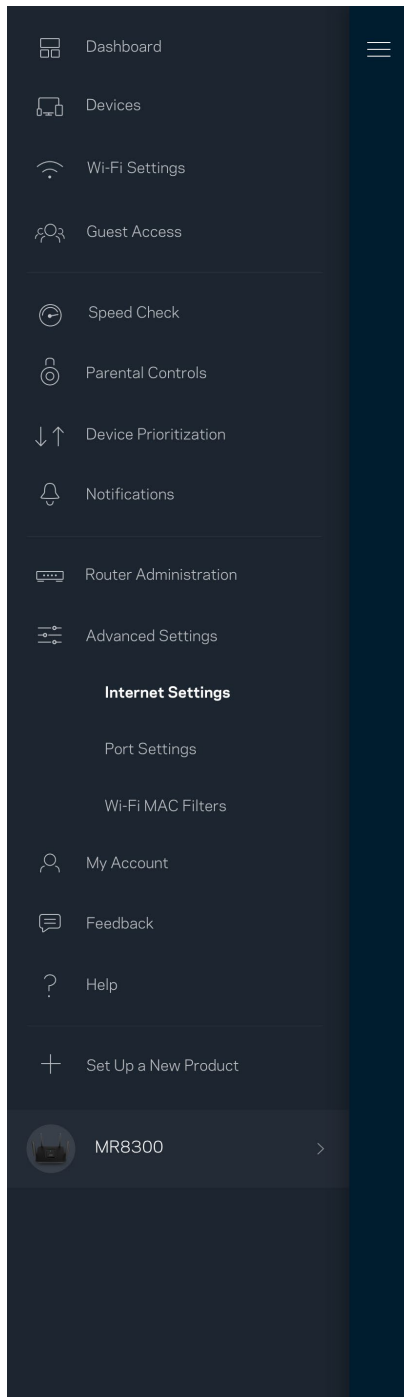 Dashboard
Devices
Wi-Fi Settings
Guest Access
Speed Check
Parental Controls
Device Prioritization
Notifications
Router Administration
Advanced Settings
Internet Settings
Port Settings
Wi-Fi MAC Filters
My Account
Feedback
Help
Set Up a New Product
MR8300